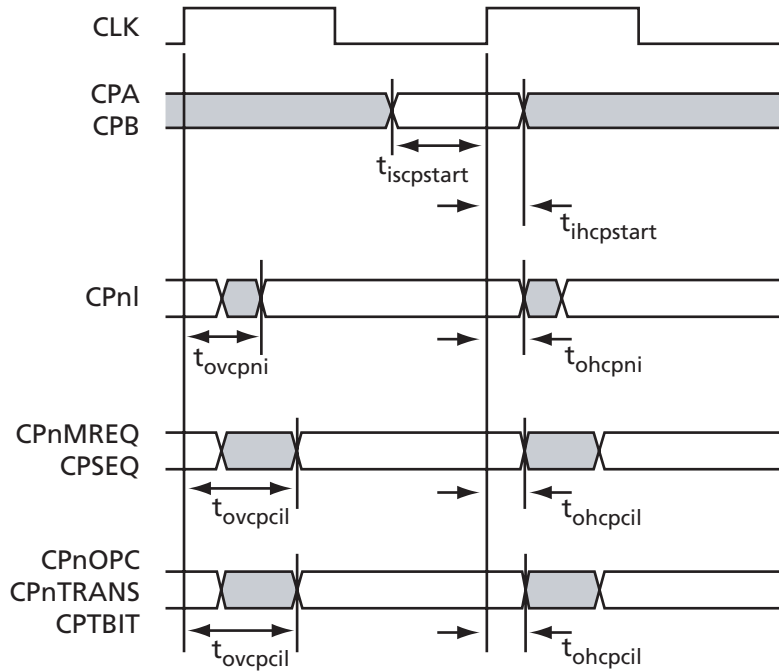 CLK
CPA
CPB
tiscpstart
tihcpstart
CPnI
tovcpni
tohcpni
CPnMREQ
CPSEQ
tovcpcil
tohcpcil
CPnOPC
CPnTRANS
CPTBIT
tovcpcil
tohcpcil